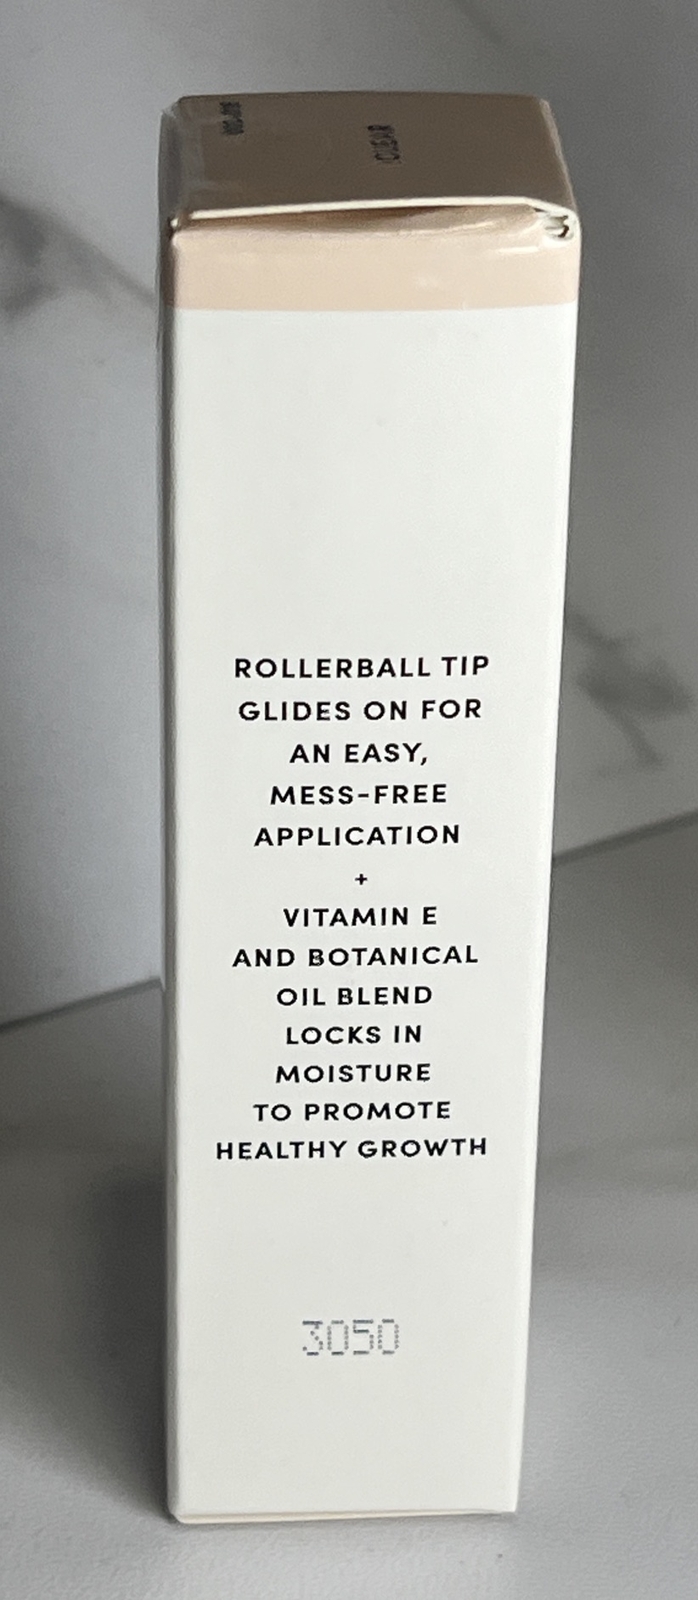 CLEAR
ROLLERBALL TIP
GLIDES ON FOR
AN EASY,
MESS-FREE
APPLICATION
+
VITAMIN E
AND BOTANICAL
OIL BLEND
LOCKS IN
MOISTURE
TO PROMOTE
HEALTHY GROWTH
3050